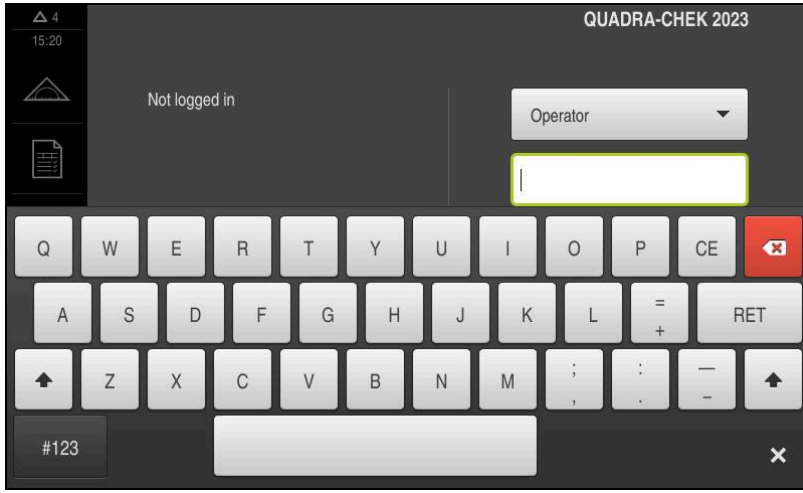 4
QUADRA-CHEK 2023
15:20
Not logged in
Operator
Q W E R T Y U I O P CE
A S D F G H J K L = + RET
Z X C V B N M ; , : . — –
#123